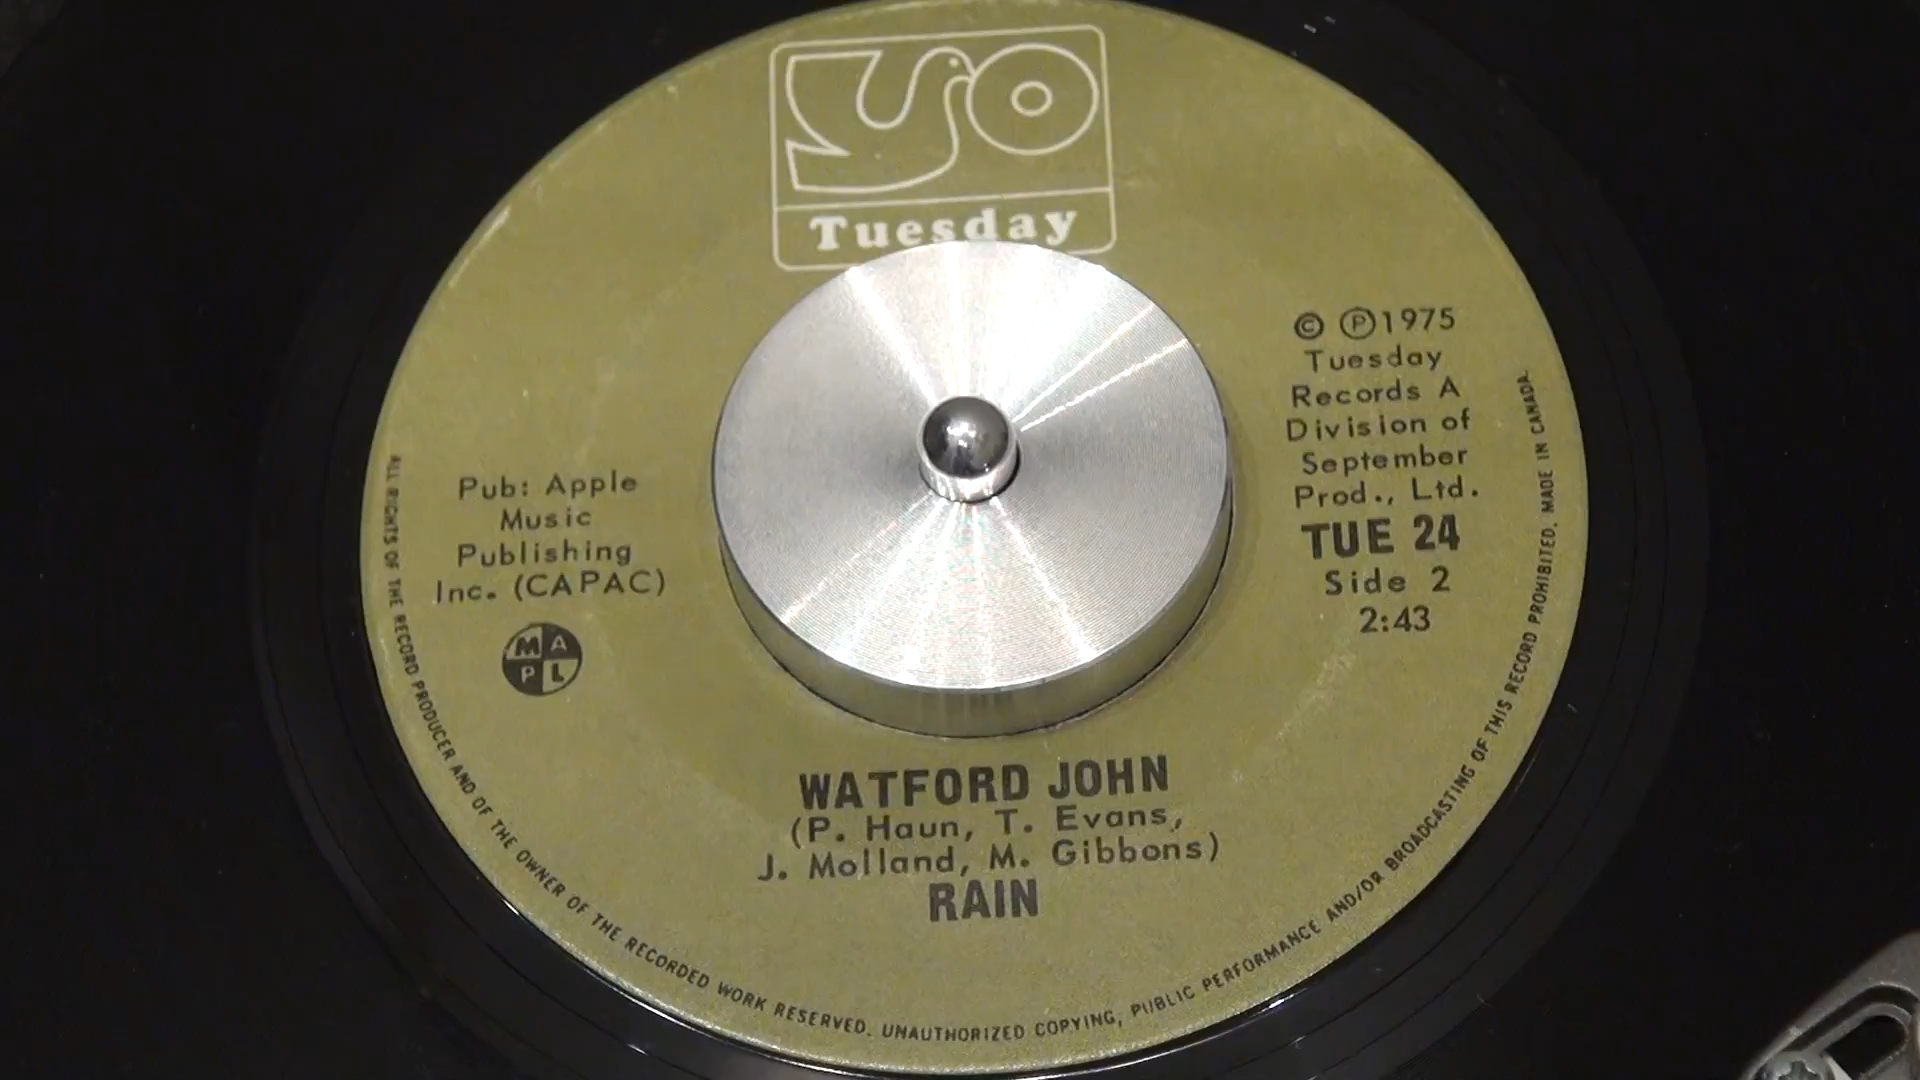 Tuesday
© ℗1975
Tuesday
Records A
Division of
September
Prod., Ltd.
TUE 24
Side 2
2:43
Pub: Apple
Music
Publishing
Inc. (CAPAC)
M A
P L
WATFORD JOHN
(P. Haun, T. Evans,
J. Molland, M. Gibbons)
RAIN
ALL RIGHTS OF THE RECORD PRODUCER AND OF THE OWNER OF THE RECORDED WORK RESERVED. UNAUTHORIZED COPYING, PUBLIC PERFORMANCE AND/OR BROADCASTING OF THIS RECORD PROHIBITED. MADE IN CANADA.